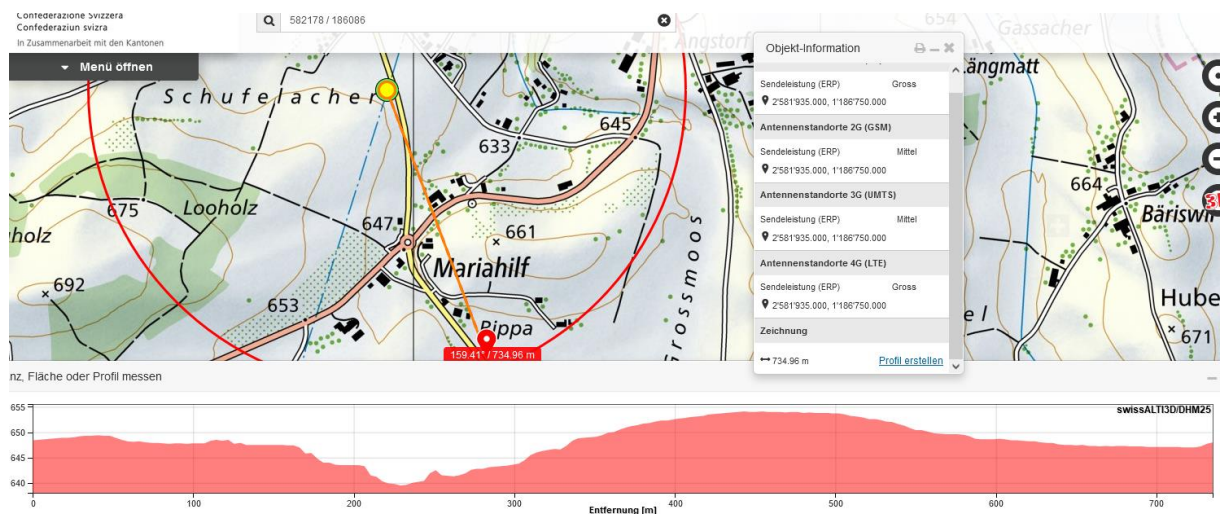 Confederazione Svizzera
Confederaziun svizra
In Zusammenarbeit mit den Kantonen
582178 / 186086
Menü öffnen
Schufelacher
Angstorf
654
Gassacher
Längmatt
645
633
675
Looholz
holz
647
661
Mariahilf
692
653
Pippa
159.41° / 734.96 m
Grossmoos
664
Bäriswil
Hube
671
el
3D
Objekt-Information
Sendeleistung (ERP) Gross
2'581'935.000, 1'186'750.000
Antennenstandorte 2G (GSM)
Sendeleistung (ERP) Mittel
2'581'935.000, 1'186'750.000
Antennenstandorte 3G (UMTS)
Sendeleistung (ERP) Mittel
2'581'935.000, 1'186'750.000
Antennenstandorte 4G (LTE)
Sendeleistung (ERP) Gross
2'581'935.000, 1'186'750.000
Zeichnung
734.96 m Profil erstellen
nz, Fläche oder Profil messen
swissALTI3D/DHM25
655
650
645
640
0 100 200 300 400 500 600 700
Entfernung [m]